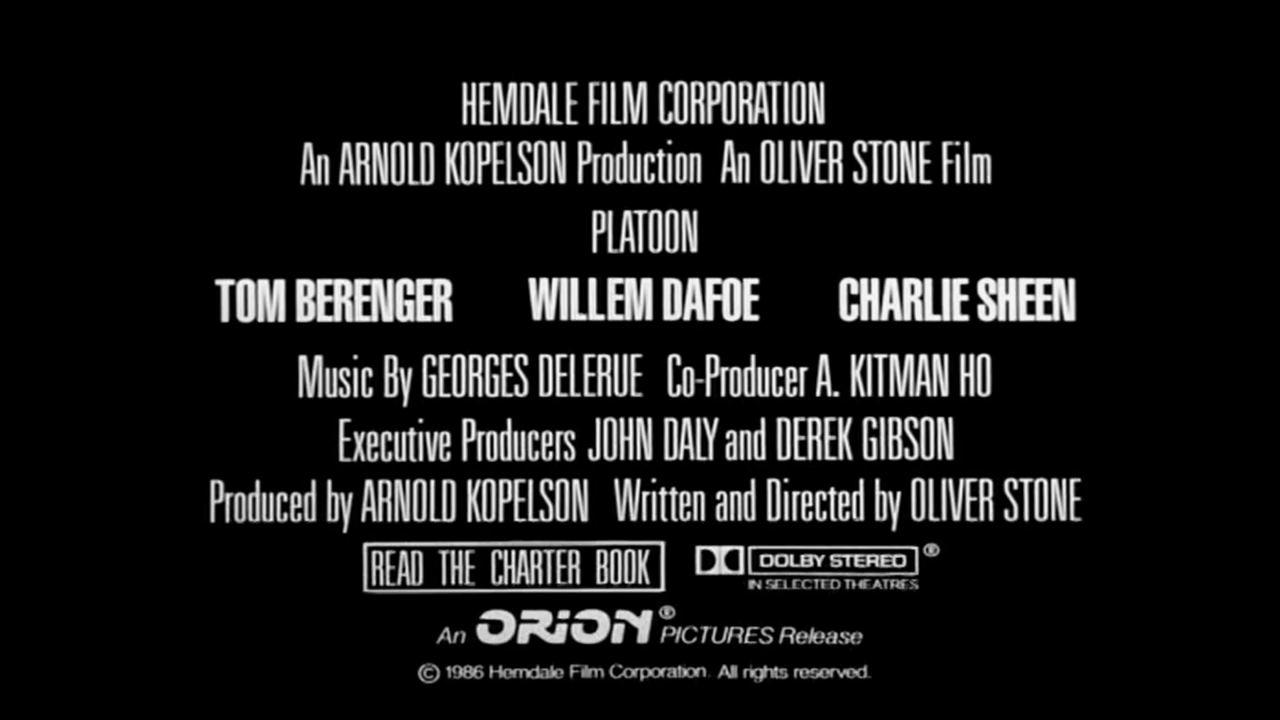 HEMDALE FILM CORPORATION
An ARNOLD KOPELSON Production An OLIVER STONE Film
PLATOON
TOM BERENGER WILLEM DAFOE CHARLIE SHEEN
Music By GEORGES DELERUE Co-Producer A. KITMAN HO
Executive Producers JOHN DALY and DEREK GIBSON
Produced by ARNOLD KOPELSON Written and Directed by OLIVER STONE
READ THE CHARTER BOOK DOLBY STEREO®
IN SELECTED THEATRES
An ORION® PICTURES Release
© 1986 Hemdale Film Corporation. All rights reserved.